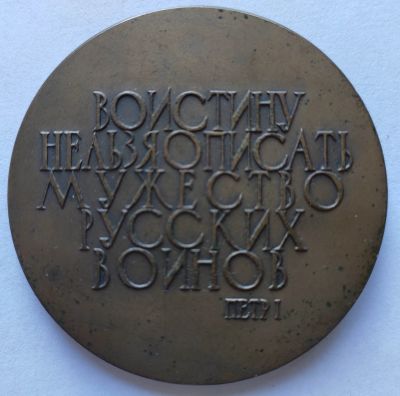 ВОИСТИНУ
НЕЛЬЗЯ ОПИСАТЬ
МУЖЕСТВО
РУССКИХ
ВОИНОВ
ПЕТР I